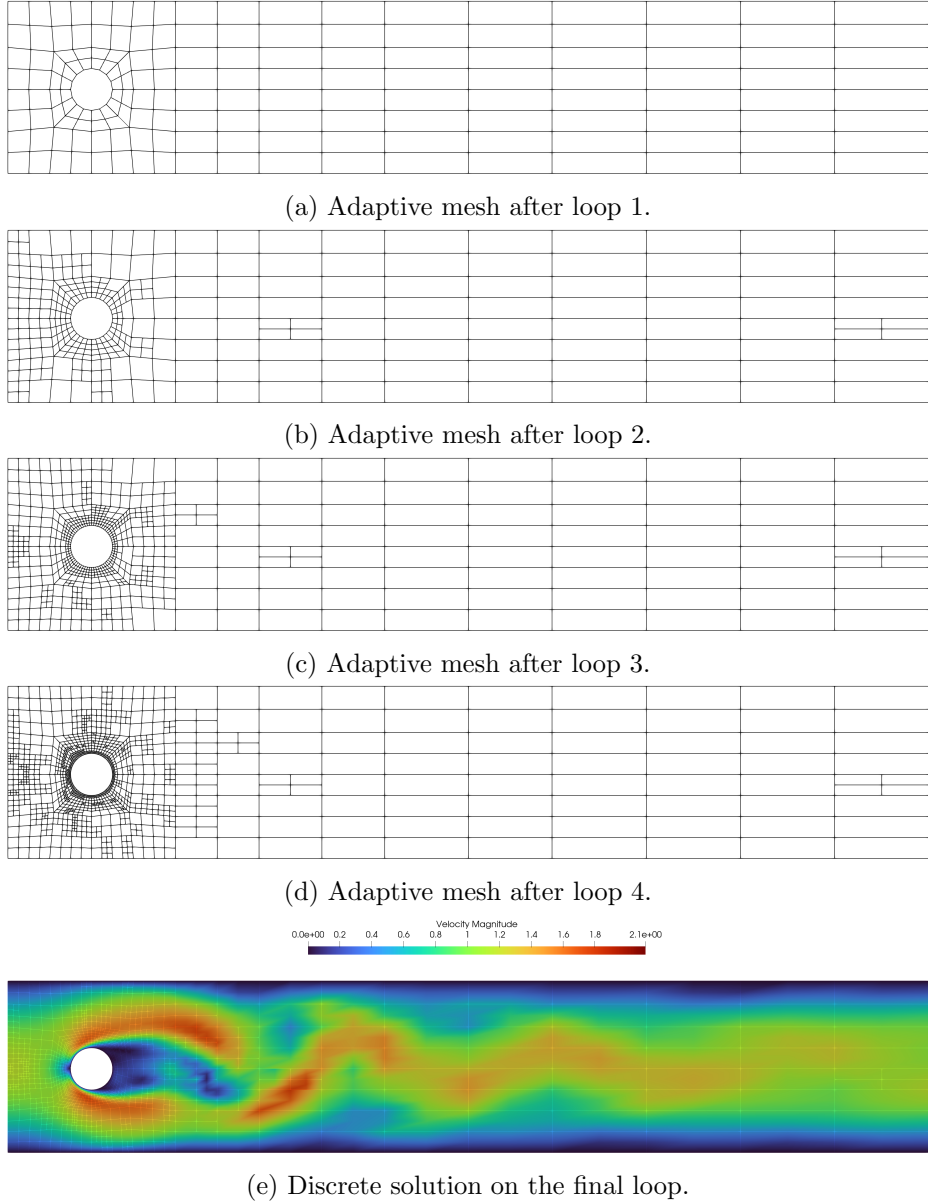 (a) Adaptive mesh after loop 1.
(b) Adaptive mesh after loop 2.
(c) Adaptive mesh after loop 3.
(d) Adaptive mesh after loop 4.
Velocity Magnitude
0.0e+00 0.2 0.4 0.6 0.8 1 1.2 1.4 1.6 1.8 2.1e+00
(e) Discrete solution on the final loop.